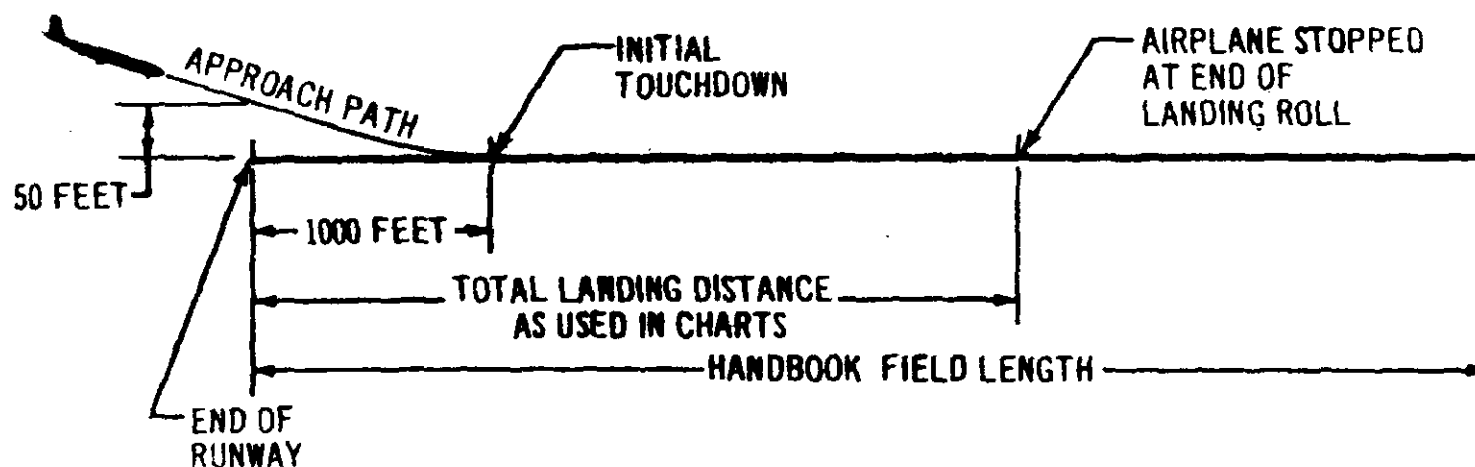 APPROACH PATH
INITIAL
TOUCHDOWN
AIRPLANE STOPPED
AT END OF
LANDING ROLL
50 FEET
1000 FEET
TOTAL LANDING DISTANCE
AS USED IN CHARTS
HANDBOOK FIELD LENGTH
END OF
RUNWAY